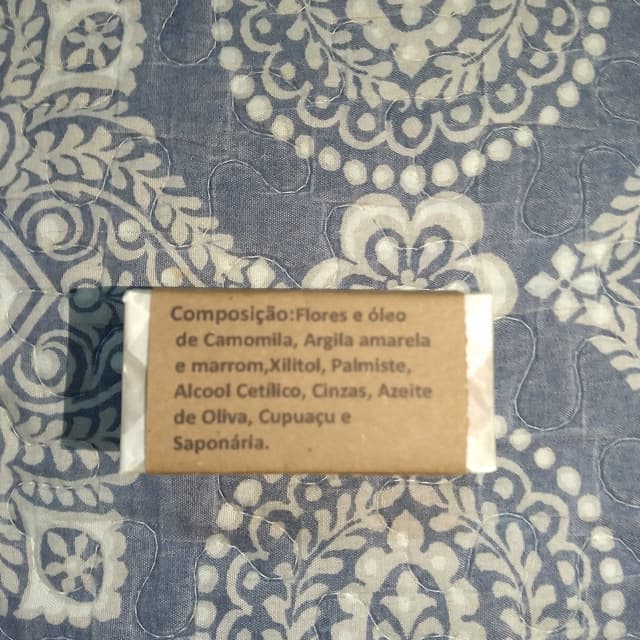 Composição:Flores e óleo
de Camomila, Argila amarela
e marrom,Xilitol, Palmiste,
Alcool Cetílico, Cinzas, Azeite
de Oliva, Cupuaçu e
Saponária.